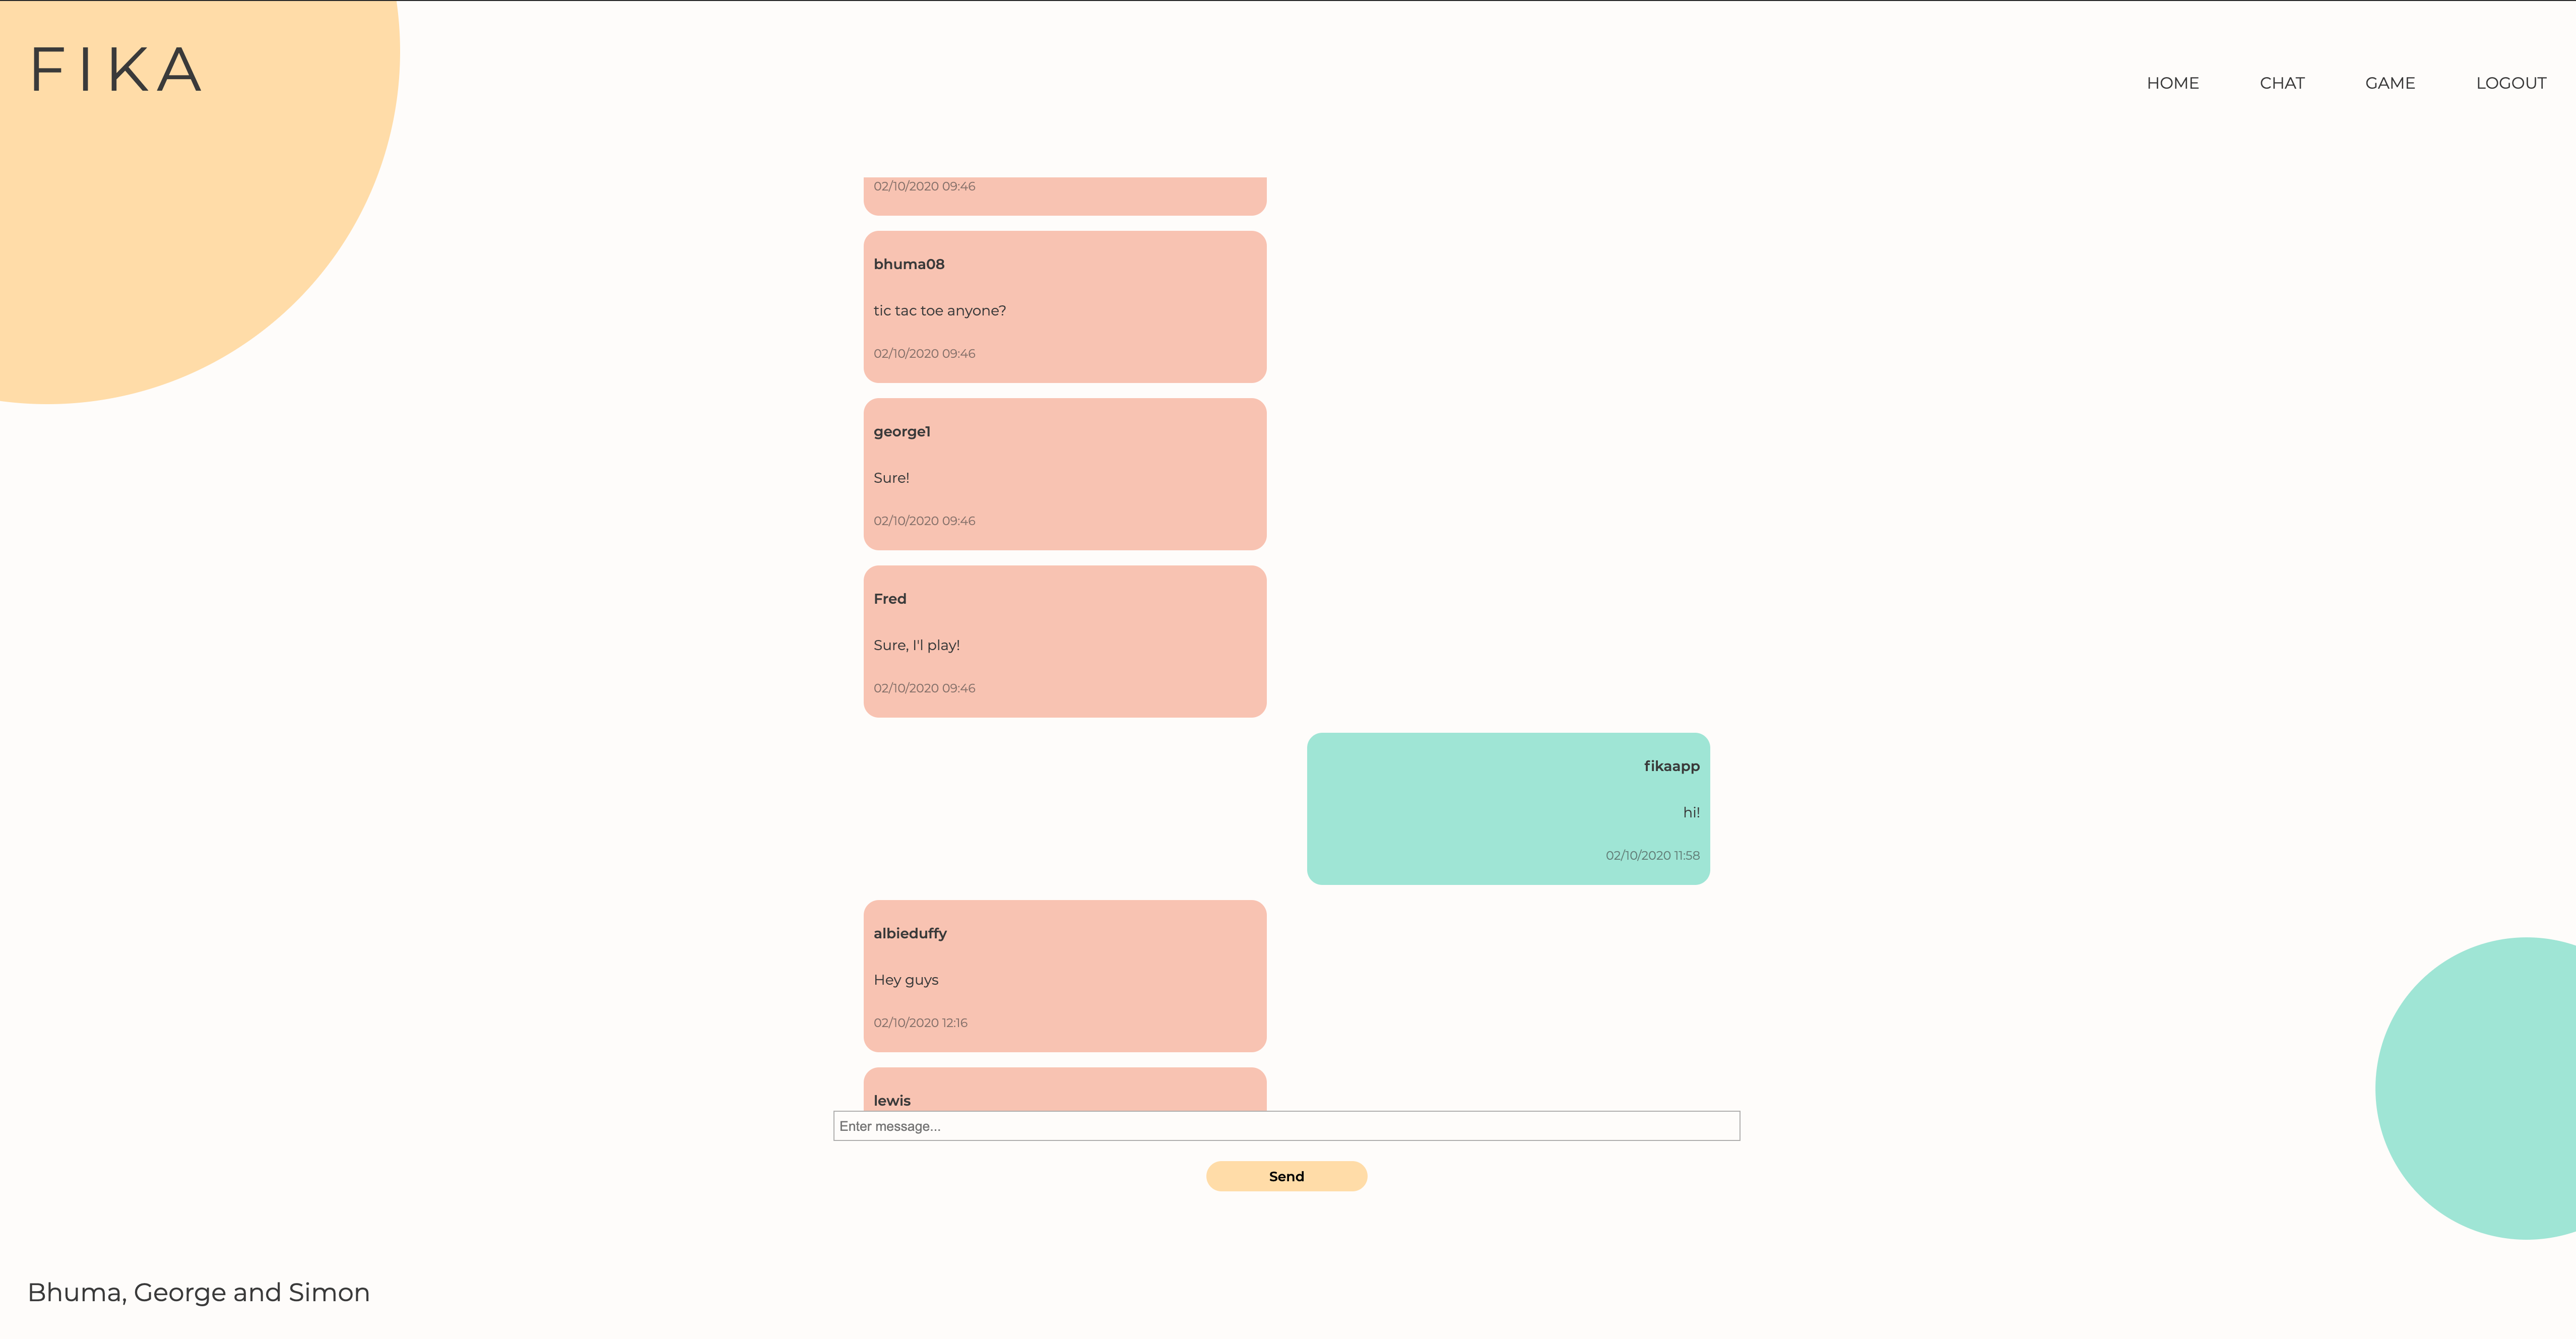 FIKA
HOME CHAT GAME LOGOUT
02/10/2020 09:46
bhuma08
tic tac toe anyone?
02/10/2020 09:46
george1
Sure!
02/10/2020 09:46
Fred
Sure, I'l play!
02/10/2020 09:46
fikaapp
hi!
02/10/2020 11:58
albieduffy
Hey guys
02/10/2020 12:16
lewis
Enter message...
Send
Bhuma, George and Simon